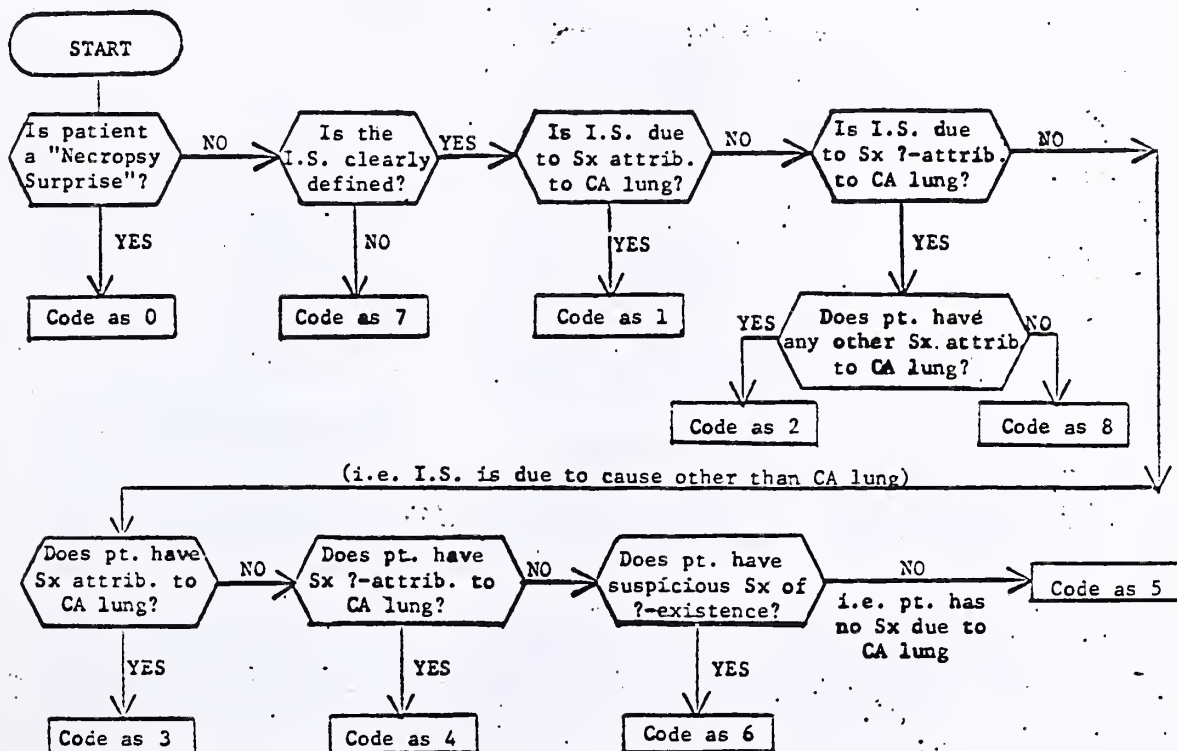 START
Is patient
a "Necropsy
Surprise"?
NO
Is the
I.S. clearly
defined?
YES
Is I.S. due
to Sx attrib.
to CA lung?
NO
Is I.S. due
to Sx ?-attrib.
to CA lung?
NO
YES
NO
YES
YES
Code as 0
Code as 7
Code as 1
YES
Does pt. have
any other Sx. attrib
to CA lung?
NO
Code as 2
Code as 8
(i.e. I.S. is due to cause other than CA lung)
Does pt. have
Sx attrib. to
CA lung?
NO
Does pt. have
Sx ?-attrib. to
CA lung?
NO
Does pt. have
suspicious Sx of
?-existence?
NO
i.e. pt. has
no Sx due to
CA lung
Code as 5
YES
YES
YES
Code as 3
Code as 4
Code as 6